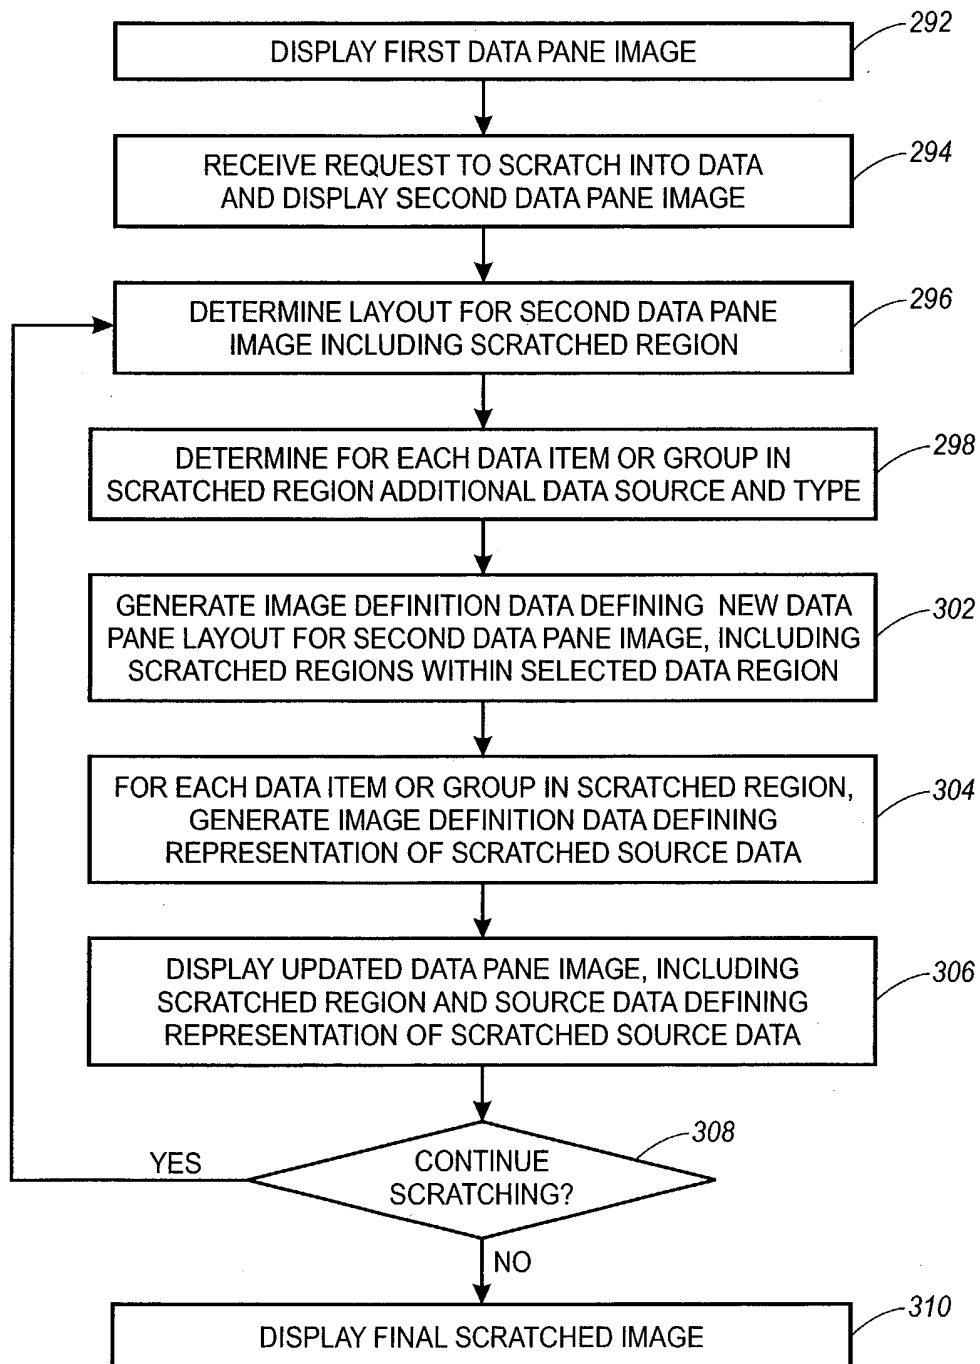 292
DISPLAY FIRST DATA PANE IMAGE
294
RECEIVE REQUEST TO SCRATCH INTO DATA
AND DISPLAY SECOND DATA PANE IMAGE
296
DETERMINE LAYOUT FOR SECOND DATA PANE
IMAGE INCLUDING SCRATCHED REGION
298
DETERMINE FOR EACH DATA ITEM OR GROUP IN
SCRATCHED REGION ADDITIONAL DATA SOURCE AND TYPE
302
GENERATE IMAGE DEFINITION DATA DEFINING NEW DATA
PANE LAYOUT FOR SECOND DATA PANE IMAGE, INCLUDING
SCRATCHED REGIONS WITHIN SELECTED DATA REGION
304
FOR EACH DATA ITEM OR GROUP IN SCRATCHED REGION,
GENERATE IMAGE DEFINITION DATA DEFINING
REPRESENTATION OF SCRATCHED SOURCE DATA
306
DISPLAY UPDATED DATA PANE IMAGE, INCLUDING
SCRATCHED REGION AND SOURCE DATA DEFINING
REPRESENTATION OF SCRATCHED SOURCE DATA
308
YES
CONTINUE
SCRATCHING?
NO
310
DISPLAY FINAL SCRATCHED IMAGE